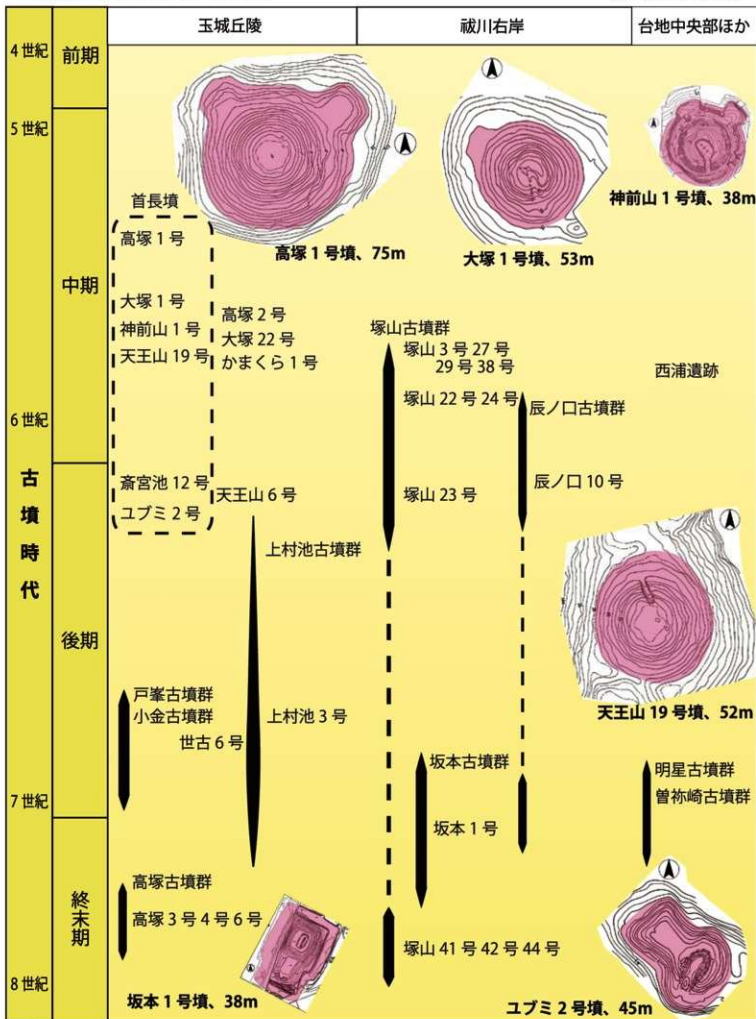 玉城丘陵
祓川右岸
台地中央部ほか
4世紀
前期
5世紀
中期
6世紀
古墳時代
後期
7世紀
終末期
8世紀
高塚1号墳、75m
大塚1号墳、53m
神前山1号墳、38m
首長墳
高塚1号
大塚1号
神前山1号
天王山19号
高塚2号
大塚22号
かまくら1号
斎宮池12号
ユブミ2号
天王山6号
上村池古墳群
戸峯古墳群
小金古墳群
世古6号
上村池3号
高塚古墳群
高塚3号4号6号
坂本1号墳、38m
塚山古墳群
塚山3号27号
29号38号
塚山22号24号
辰ノ口古墳群
塚山23号
辰ノ口10号
坂本古墳群
坂本1号
塚山41号42号44号
西浦遺跡
天王山19号墳、52m
明星古墳群
曽祢崎古墳群
ユブミ2号墳、45m